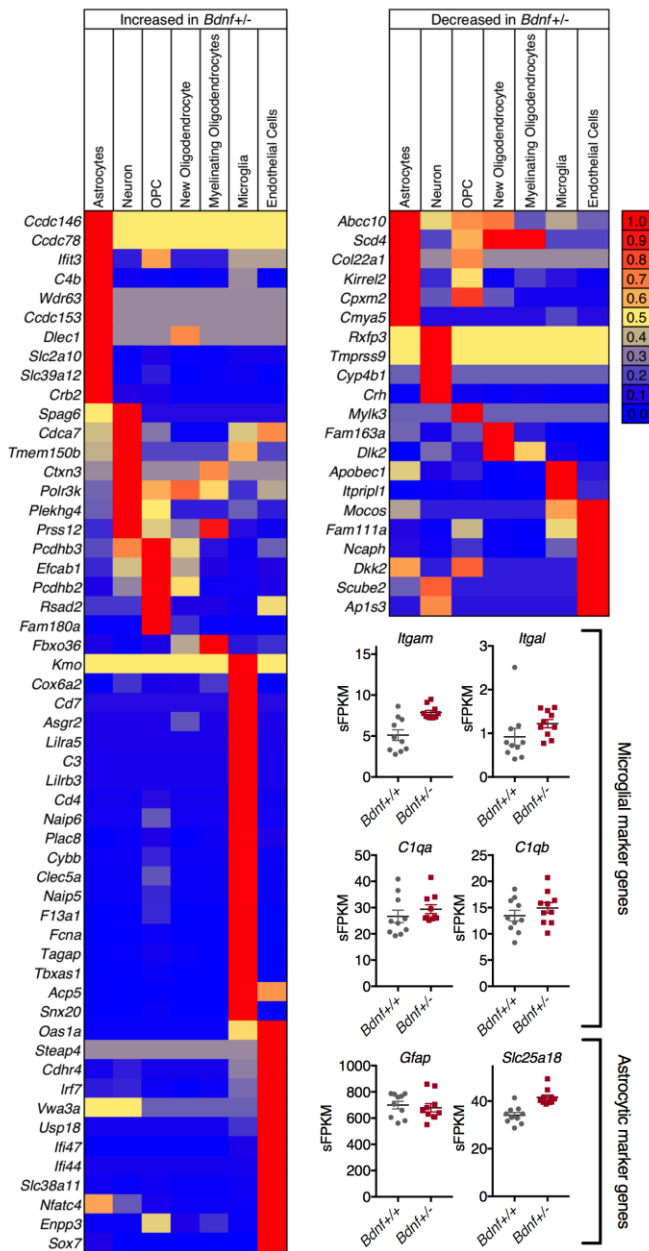 Increased in Bdnf+/-
Astrocytes
Neuron
OPC
New Oligodendrocyte
Myelinating Oligodendrocytes
Microglia
Endothelial Cells
Ccdc146
Ccdc78
Ifit3
C4b
Wdr63
Ccdc153
Dlec1
Slc2a10
Slc39a12
Crb2
Spag6
Cdca7
Tmem150b
Ctxn3
Polr3k
Plekhg4
Prss12
Pcdhb3
Efcab1
Pcdhb2
Rsad2
Fam180a
Fbxo36
Kmo
Cox6a2
Cd7
Asgr2
Lilra5
C3
Lilrb3
Cd4
Naip6
Plac8
Cybb
Clec5a
Naip5
F13a1
Fcna
Tagap
Tbxas1
Acp5
Snx20
Oas1a
Steap4
Cdhr4
Irf7
Vwa3a
Usp18
Ifi47
Ifi44
Slc38a11
Nfatc4
Enpp3
Sox7
Decreased in Bdnf+/-
Astrocytes
Neuron
OPC
New Oligodendrocyte
Myelinating Oligodendrocytes
Microglia
Endothelial Cells
Abcc10
Scd4
Col22a1
Kirrel2
Cpxm2
Cmya5
Rxfp3
Tmprss9
Cyp4b1
Crh
Mylk3
Fam163a
Dlk2
Apobec1
Itpripl1
Mocos
Fam111a
Ncaph
Dkk2
Scube2
Ap1s3
1.0
0.9
0.8
0.7
0.6
0.5
0.4
0.3
0.2
0.1
0.0
Itgam
sFPKM
15
10
5
0
Bdnf+/+
Bdnf+/-
Itgal
sFPKM
3
2
1
0
Bdnf+/+
Bdnf+/-
C1qa
sFPKM
50
40
30
20
10
0
Bdnf+/+
Bdnf+/-
C1qb
sFPKM
25
20
15
10
5
0
Bdnf+/+
Bdnf+/-
Microglial marker genes
Gfap
sFPKM
1000
800
600
400
200
0
Bdnf+/+
Bdnf+/-
Slc25a18
sFPKM
40
20
0
Bdnf+/+
Bdnf+/-
Astrocytic marker genes